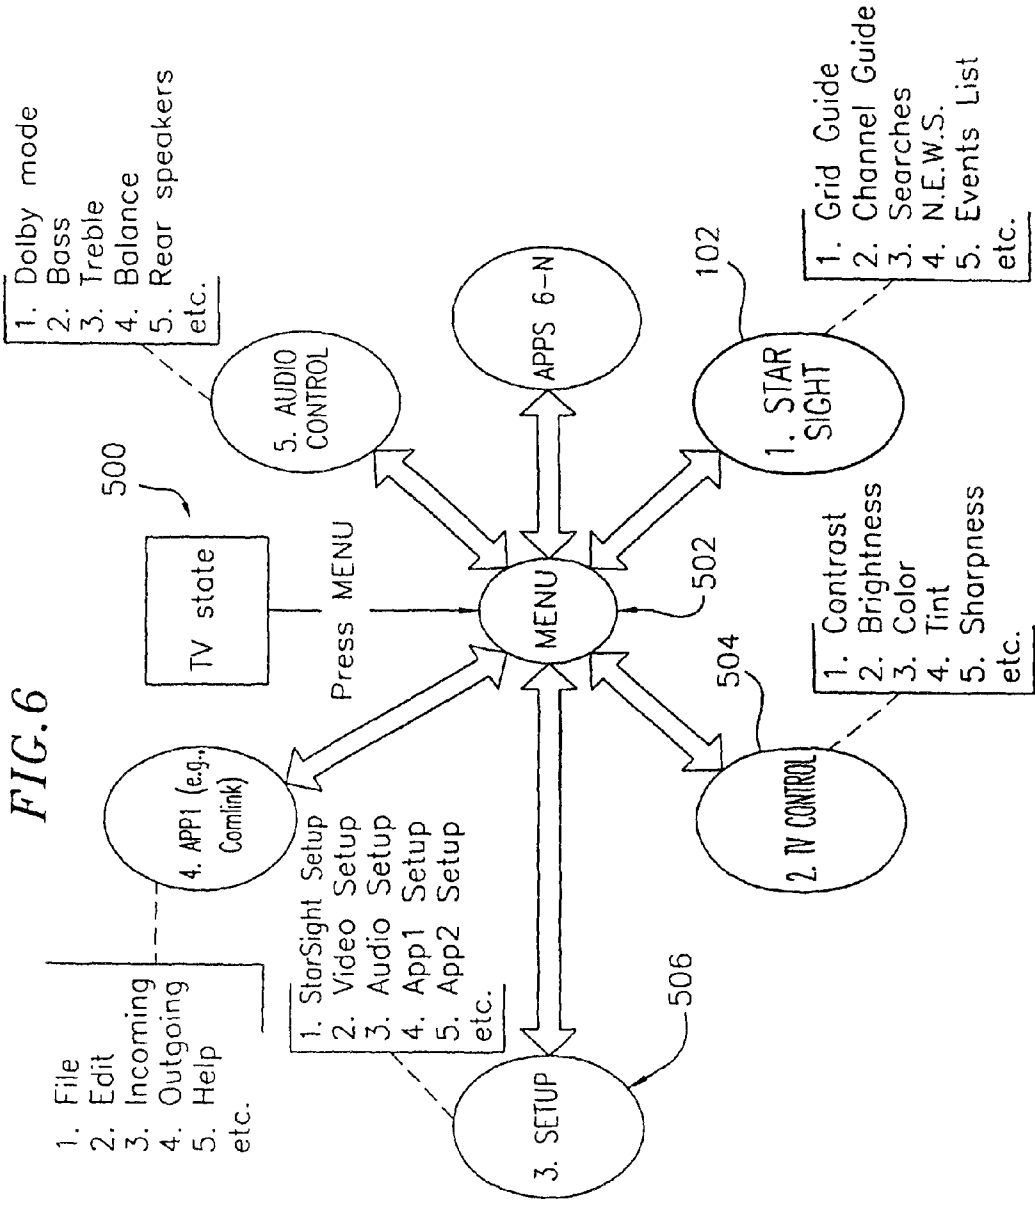 FIG.6
1. File
2. Edit
3. Incoming
4. Outgoing
5. Help
etc.
4. APP1 (e.g.,
Comlink)
TV state
500
Press MENU
1. Dolby mode
2. Bass
3. Treble
4. Balance
5. Rear speakers
etc.
5. AUDIO
CONTROL
1. StarSight Setup
2. Video Setup
3. Audio Setup
4. App1 Setup
5. App2 Setup
etc.
3. SETUP
506
MENU
502
APPS 6-N
2. TV CONTROL
504
1. Contrast
2. Brightness
3. Color
4. Tint
5. Sharpness
etc.
1. STAR
SIGHT
102
1. Grid Guide
2. Channel Guide
3. Searches
4. N.E.W.S.
5. Events List
etc.